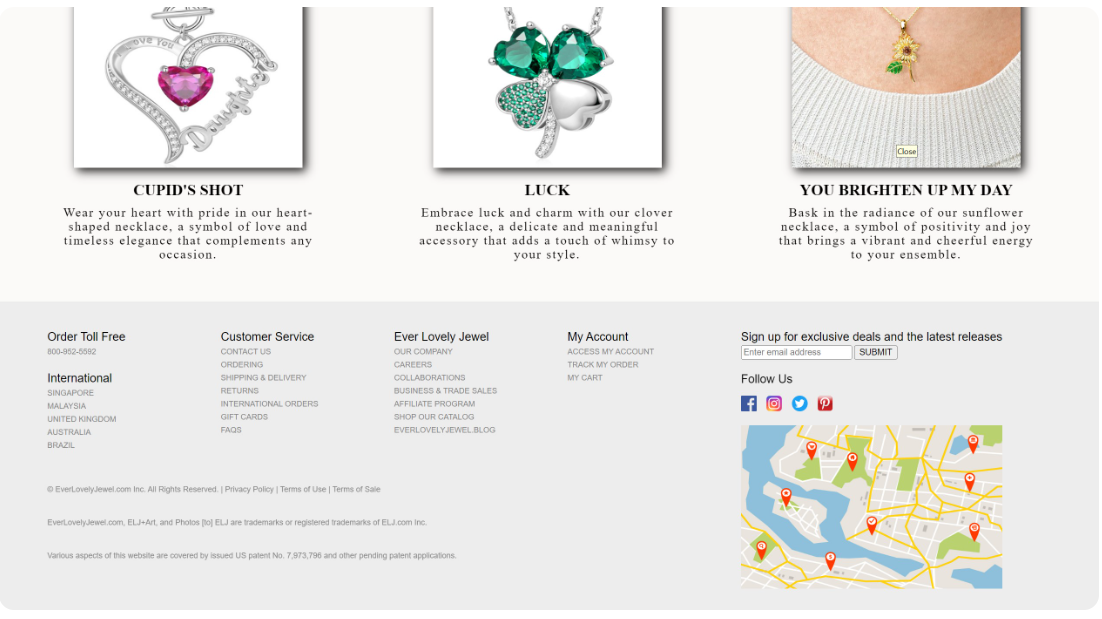 I LOVE YOU
Daughter
Close
CUPID'S SHOT
Wear your heart with pride in our heart-
shaped necklace, a symbol of love and
timeless elegance that complements any
occasion.
LUCK
Embrace luck and charm with our clover
necklace, a delicate and meaningful
accessory that adds a touch of whimsy to
your style.
YOU BRIGHTEN UP MY DAY
Bask in the radiance of our sunflower
necklace, a symbol of positivity and joy
that brings a vibrant and cheerful energy
to your ensemble.
Order Toll Free
800-952-5592
International
SINGAPORE
MALAYSIA
UNITED KINGDOM
AUSTRALIA
BRAZIL
Customer Service
CONTACT US
ORDERING
SHIPPING & DELIVERY
RETURNS
INTERNATIONAL ORDERS
GIFT CARDS
FAQS
Ever Lovely Jewel
OUR COMPANY
CAREERS
COLLABORATIONS
BUSINESS & TRADE SALES
AFFILIATE PROGRAM
SHOP OUR CATALOG
EVERLOVELYJEWEL.BLOG
My Account
ACCESS MY ACCOUNT
TRACK MY ORDER
MY CART
Sign up for exclusive deals and the latest releases
Enter email address SUBMIT
Follow Us
© EverLovelyJewel.com Inc. All Rights Reserved. | Privacy Policy | Terms of Use | Terms of Sale
EverLovelyJewel.com, ELJ+Art, and Photos [to] ELJ are trademarks or registered trademarks of ELJ.com Inc.
Various aspects of this website are covered by issued US patent No. 7,973,796 and other pending patent applications.